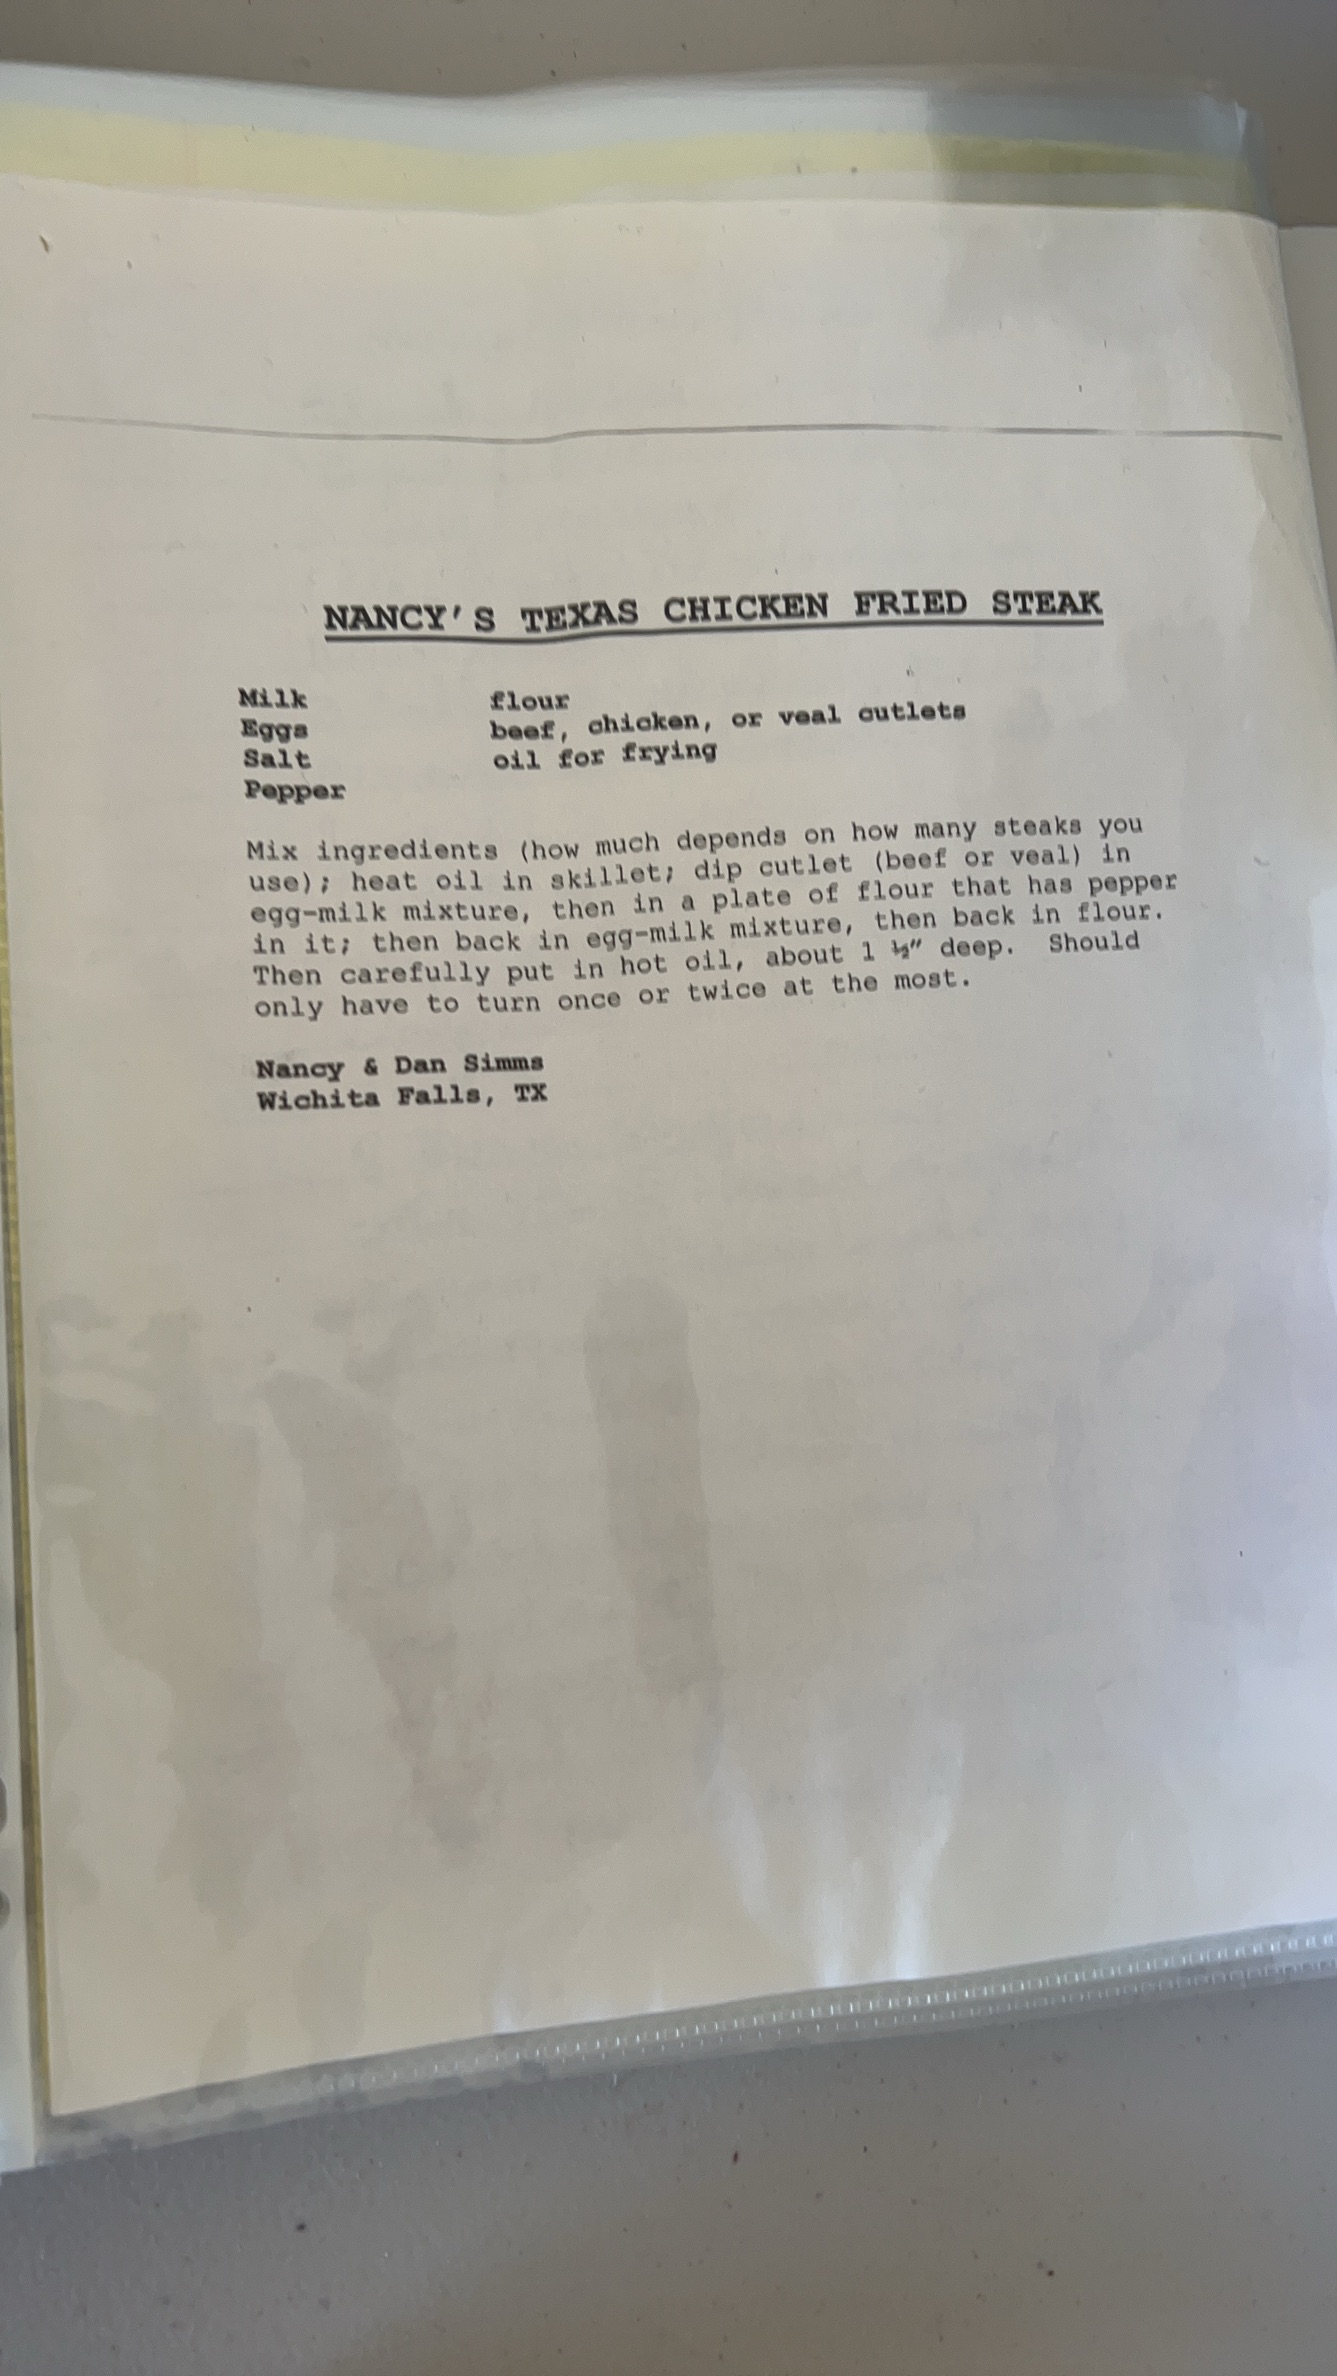 NANCY'S TEXAS CHICKEN FRIED STEAK
Milk flour
Eggs beef, chicken, or veal cutlets
Salt oil for frying
Pepper
Mix ingredients (how much depends on how many steaks you
use); heat oil in skillet; dip cutlet (beef or veal) in
egg-milk mixture, then in a plate of flour that has pepper
in it; then back in egg-milk mixture, then back in flour.
Then carefully put in hot oil, about 1 ½" deep. Should
only have to turn once or twice at the most.
Nancy & Dan Simms
Wichita Falls, TX